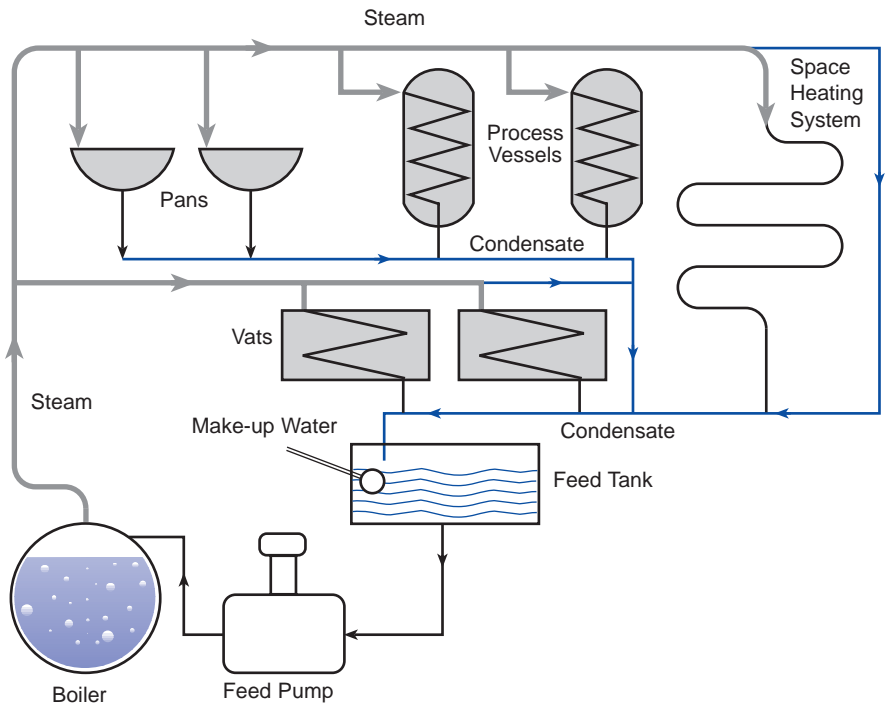 Steam
Space
Heating
System
Process
Vessels
Pans
Condensate
Vats
Steam
Make-up Water
Condensate
Feed Tank
Boiler
Feed Pump